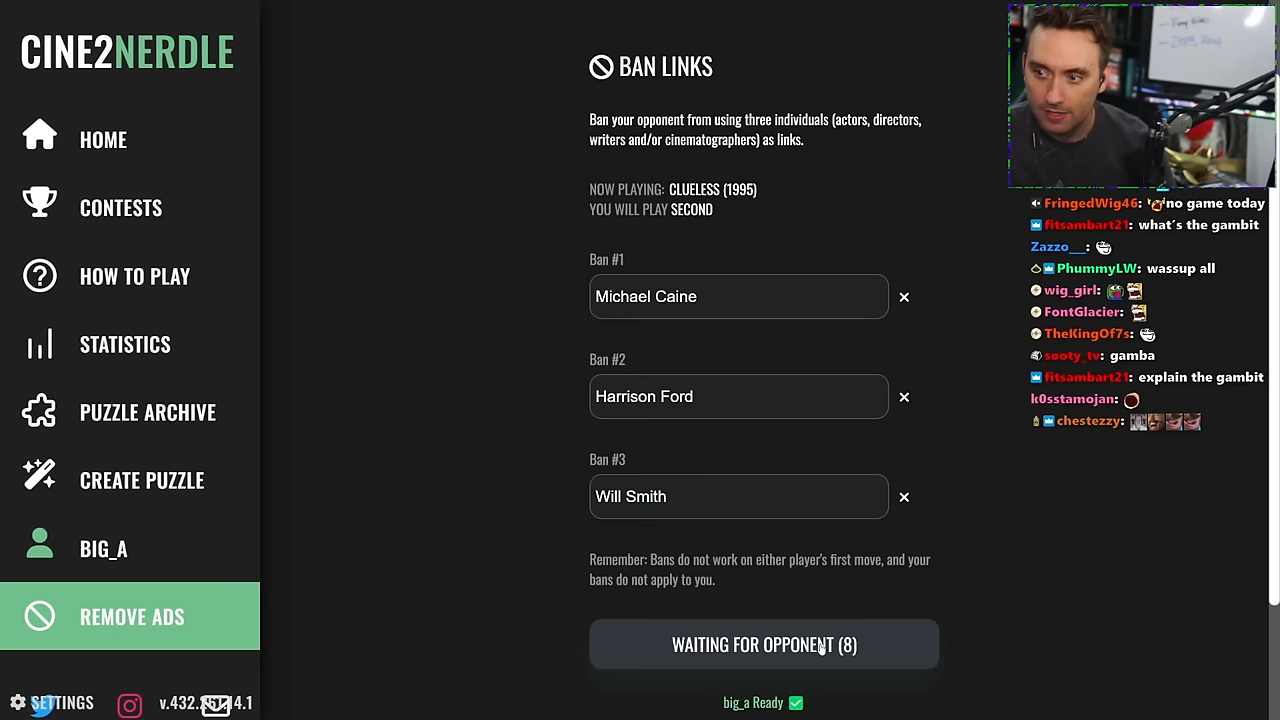 CINE2NERDLE
HOME
CONTESTS
HOW TO PLAY
STATISTICS
PUZZLE ARCHIVE
CREATE PUZZLE
BIG_A
REMOVE ADS
SETTINGS
BAN LINKS
Ban your opponent from using three individuals (actors, directors,
writers and/or cinematographers) as links.
NOW PLAYING: CLUELESS (1995)
YOU WILL PLAY SECOND
Ban #1
Michael Caine
Ban #2
Harrison Ford
Ban #3
Will Smith
Remember: Bans do not work on either player's first move, and your
bans do not apply to you.
WAITING FOR OPPONENT (8)
big_a Ready
FringedWig46: no game today
fitsambart21: what's the gambit
Zazzo___:
PhummyLW: wassup all
wig_girl:
FontGlacier:
TheKingOf7s:
sooty_tv: gamba
fitsambart21: explain the gambit
k0sstamojan:
chestezzy: